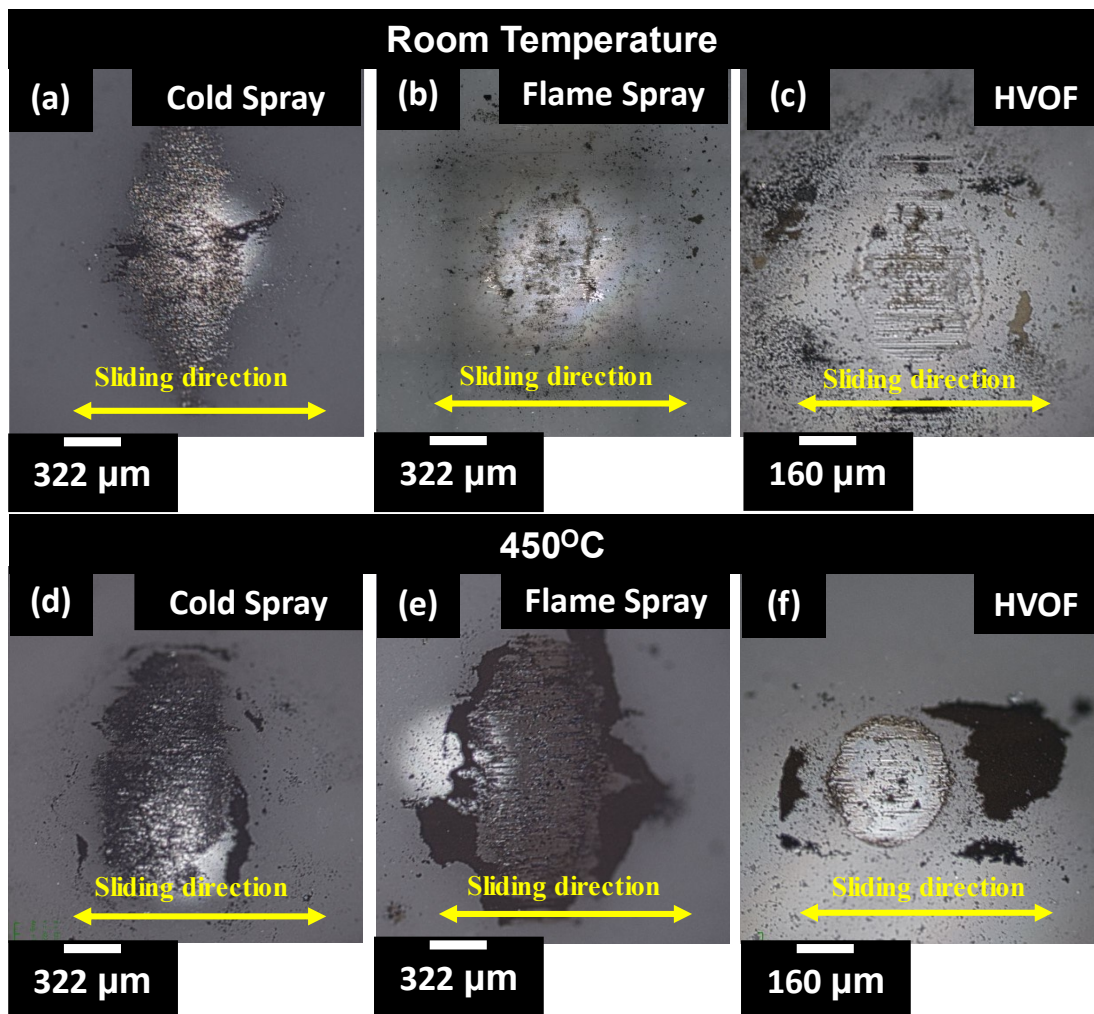 Room Temperature
(a) Cold Spray
(b) Flame Spray
(c) HVOF
Sliding direction
Sliding direction
Sliding direction
322 µm
322 µm
160 µm
450⁰C
(d) Cold Spray
(e) Flame Spray
(f) HVOF
Sliding direction
Sliding direction
Sliding direction
322 µm
322 µm
160 µm